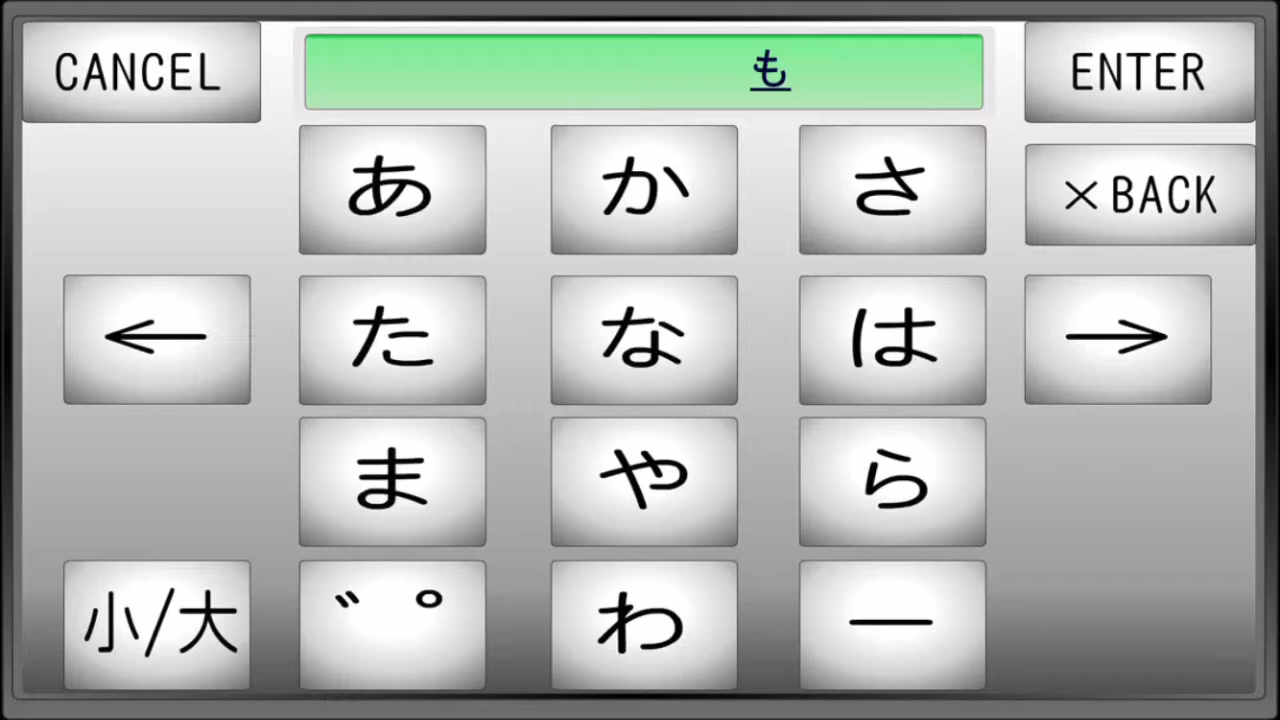 CANCEL も ENTER
あ か さ ×BACK
← た な は →
ま や ら
小/大 ゛゜ わ ー